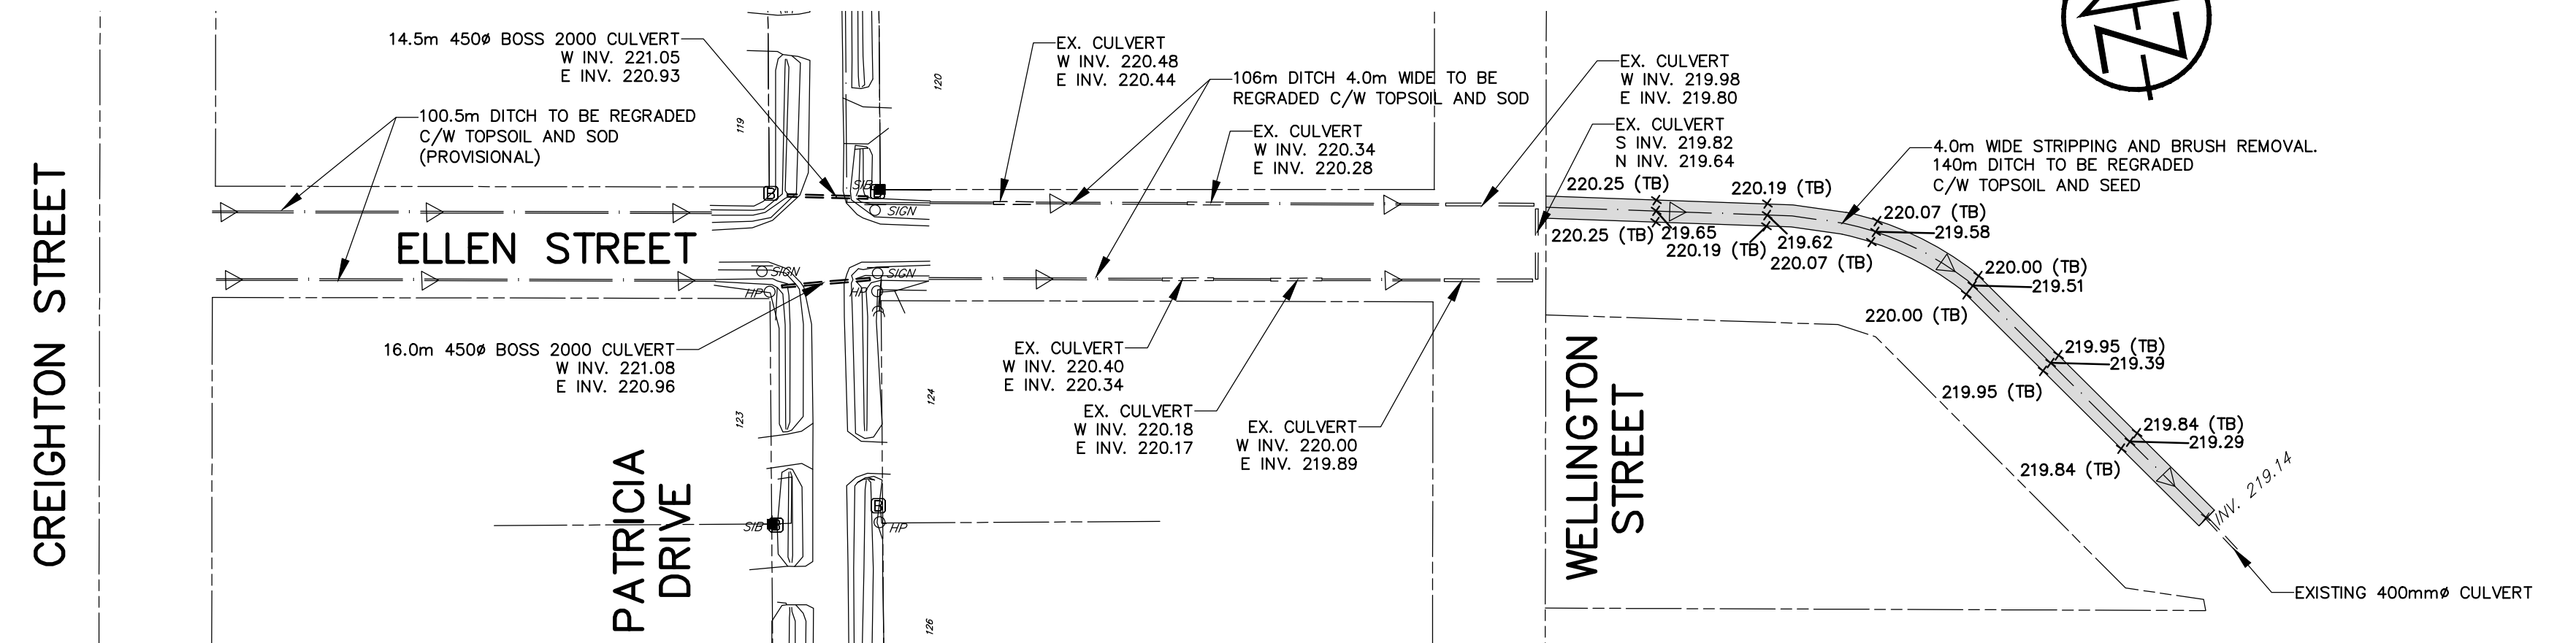 CREIGHTON STREET
14.5m 450ø BOSS 2000 CULVERT
W INV. 221.05
E INV. 220.93
100.5m DITCH TO BE REGRADED
C/W TOPSOIL AND SOD
(PROVISIONAL)
119
120
B
SIB
B
SIGN
ELLEN STREET
SIGN
SIGN
HP
HP
16.0m 450ø BOSS 2000 CULVERT
W INV. 221.08
E INV. 220.96
123
124
PATRICIA
DRIVE
SIB
B
B
HP
126
EX. CULVERT
W INV. 220.48
E INV. 220.44
106m DITCH 4.0m WIDE TO BE
REGRADED C/W TOPSOIL AND SOD
EX. CULVERT
W INV. 220.34
E INV. 220.28
EX. CULVERT
W INV. 219.98
E INV. 219.80
EX. CULVERT
S INV. 219.82
N INV. 219.64
EX. CULVERT
W INV. 220.40
E INV. 220.34
EX. CULVERT
W INV. 220.18
E INV. 220.17
EX. CULVERT
W INV. 220.00
E INV. 219.89
WELLINGTON
STREET
N
4.0m WIDE STRIPPING AND BRUSH REMOVAL.
140m DITCH TO BE REGRADED
C/W TOPSOIL AND SEED
220.25 (TB)
219.65
220.25 (TB)
220.19 (TB)
219.62
220.19 (TB)
220.07 (TB)
219.58
220.07 (TB)
220.00 (TB)
219.51
220.00 (TB)
219.95 (TB)
219.39
219.95 (TB)
219.84 (TB)
219.29
219.84 (TB)
INV. 219.14
EXISTING 400mmø CULVERT